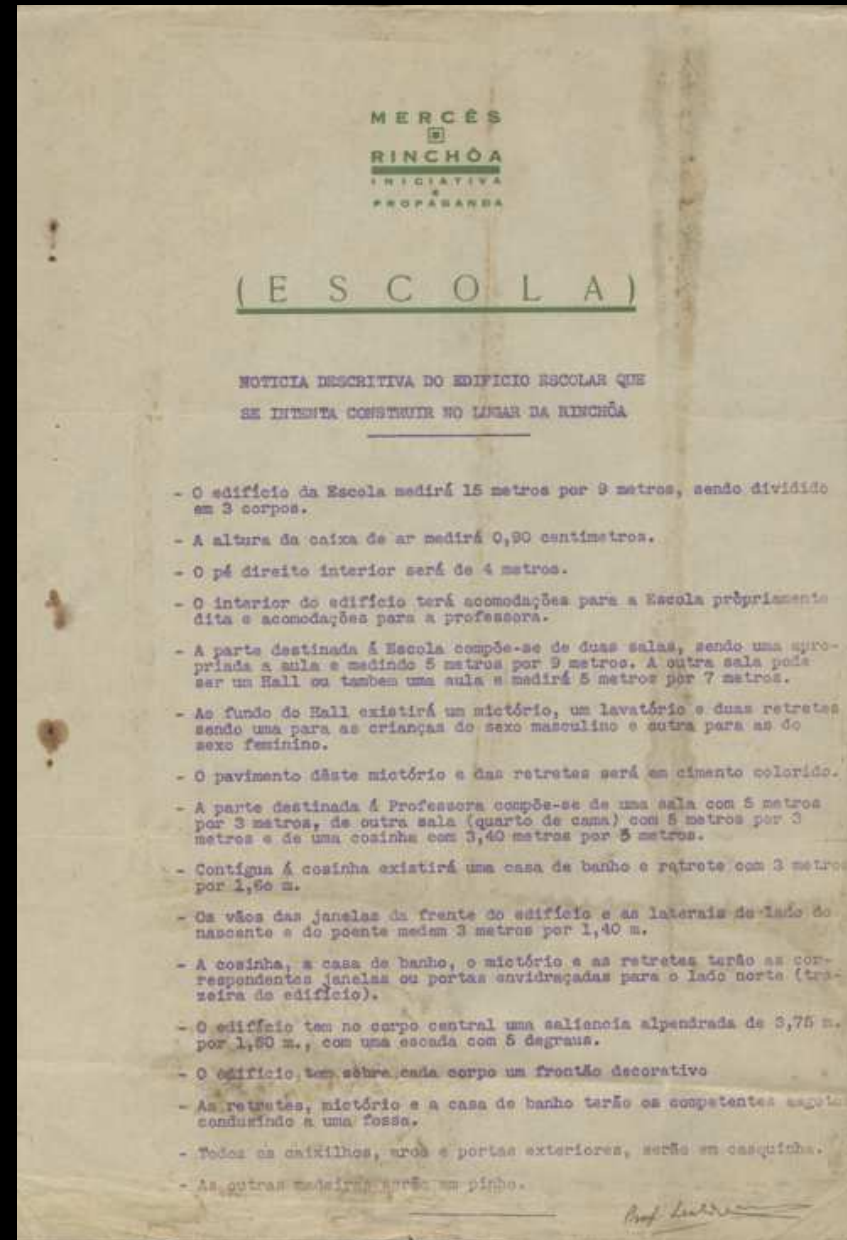 MERCÊS
RINCHÔA
INICIATIVA
E
PROPAGANDA
(ESCOLA)
NOTICIA DESCRITIVA DO EDIFICIO ESCOLAR QUE
SE INTENTA CONSTRUIR NO LUGAR DA RINCHÔA
- O edifício da Escola medirá 15 metros por 9 metros, sendo dividido
em 3 corpos.
- A altura da caixa de ar medirá 0,90 centímetros.
- O pé direito interior será de 4 metros.
- O interior do edifício terá acomodações para a Escola pròpriamente
dita e acomodações para a professora.
- A parte destinada á Escola compõe-se de duas salas, sendo uma apro-
priada a aula e medindo 5 metros por 9 metros. A outra sala pode
ser um Hall ou tambem uma aula e medirá 5 metros por 7 metros.
- Ao fundo do Hall existirá um mictório, um lavatório e duas retretes
sendo uma para as crianças do sexo masculino e outra para as do
sexo feminino.
- O pavimento dêste mictório e das retretes será em cimento colorido.
- A parte destinada á Professora compõe-se de uma sala com 5 metros
por 3 metros, de outra sala (quarto de cama) com 5 metros por 3
metros e de uma cosinha com 3,40 metros por 5 metros.
- Contígua á cosinha existirá uma casa de banho e retrete com 3 metros
por 1,60 m.
- Os vãos das janelas da frente do edifício e as laterais do lado do
nascente e do poente medem 3 metros por 1,40 m.
- A cosinha, a casa de banho, o mictório e as retretes terão as cor-
respondentes janelas ou portas envidraçadas para o lado norte (tra-
zeira do edifício).
- O edifício tem no corpo central uma saliencia alpendrada de 3,75 m.
por 1,50 m., com uma escada com 5 degraus.
- O edifício tem sôbre cada corpo um frontão decorativo
- As retretes, mictório e a casa de banho terão os competentes esgotos
conduzindo a uma fossa.
- Todos os caixilhos, aros e portas exteriores, serão em casquinha.
- As outras madeiras serão em pinho.
Prof.